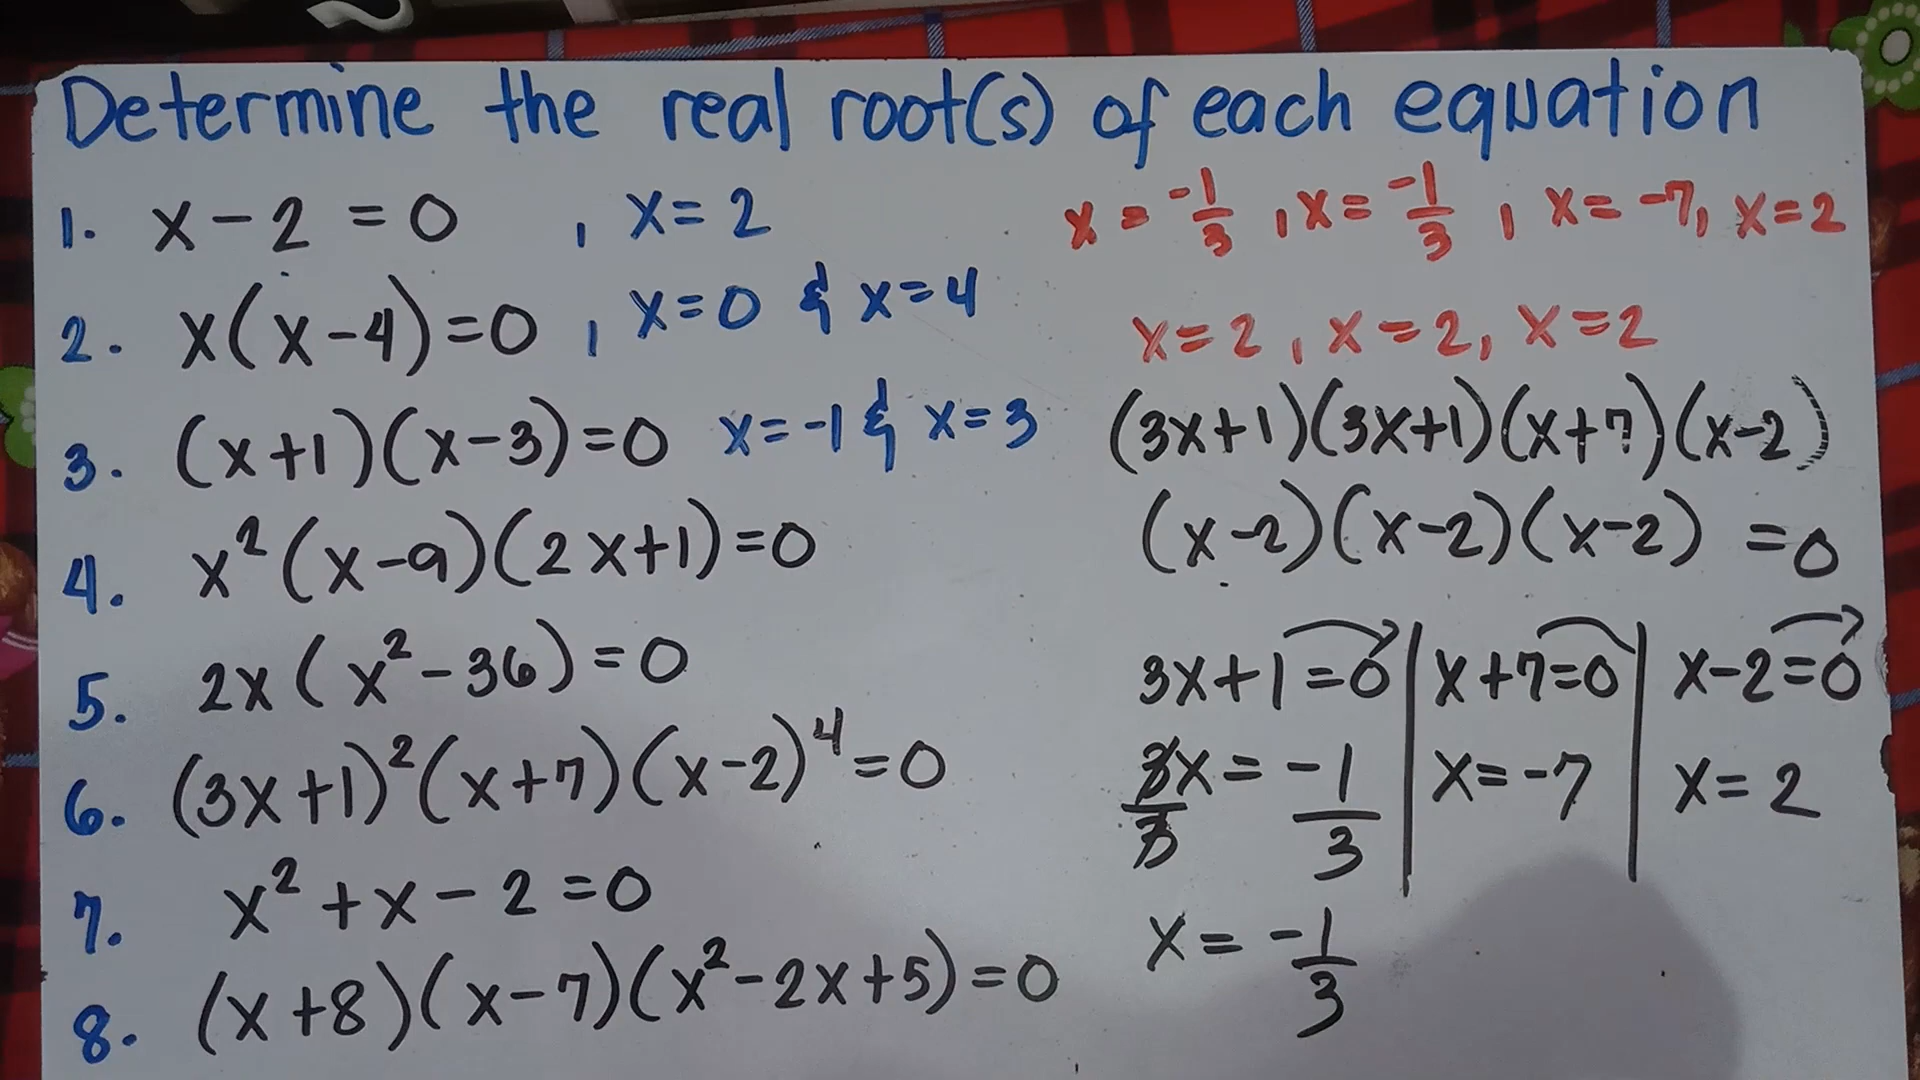 Determine the real root(s) of each equation
1. x - 2 = 0 , x = 2
2. x(x-4)=0 , x=0 & x=4
3. (x+1)(x-3)=0 x=-1 & x=3
4. x²(x-9)(2x+1)=0
5. 2x(x²-36)=0
6. (3x+1)²(x+7)(x-2)⁴=0
7. x²+x-2=0
8. (x+8)(x-7)(x²-2x+5)=0
x = -1/3 , x = -1/3 , x = -7, x = 2
x = 2 , x = 2, x = 2
(3x+1)(3x+1)(x+7)(x-2)
(x-2)(x-2)(x-2) =0
3x+1=0 | x+7=0 | x-2=0
3x/3 = -1/3 | x=-7 | x=2
x = -1/3